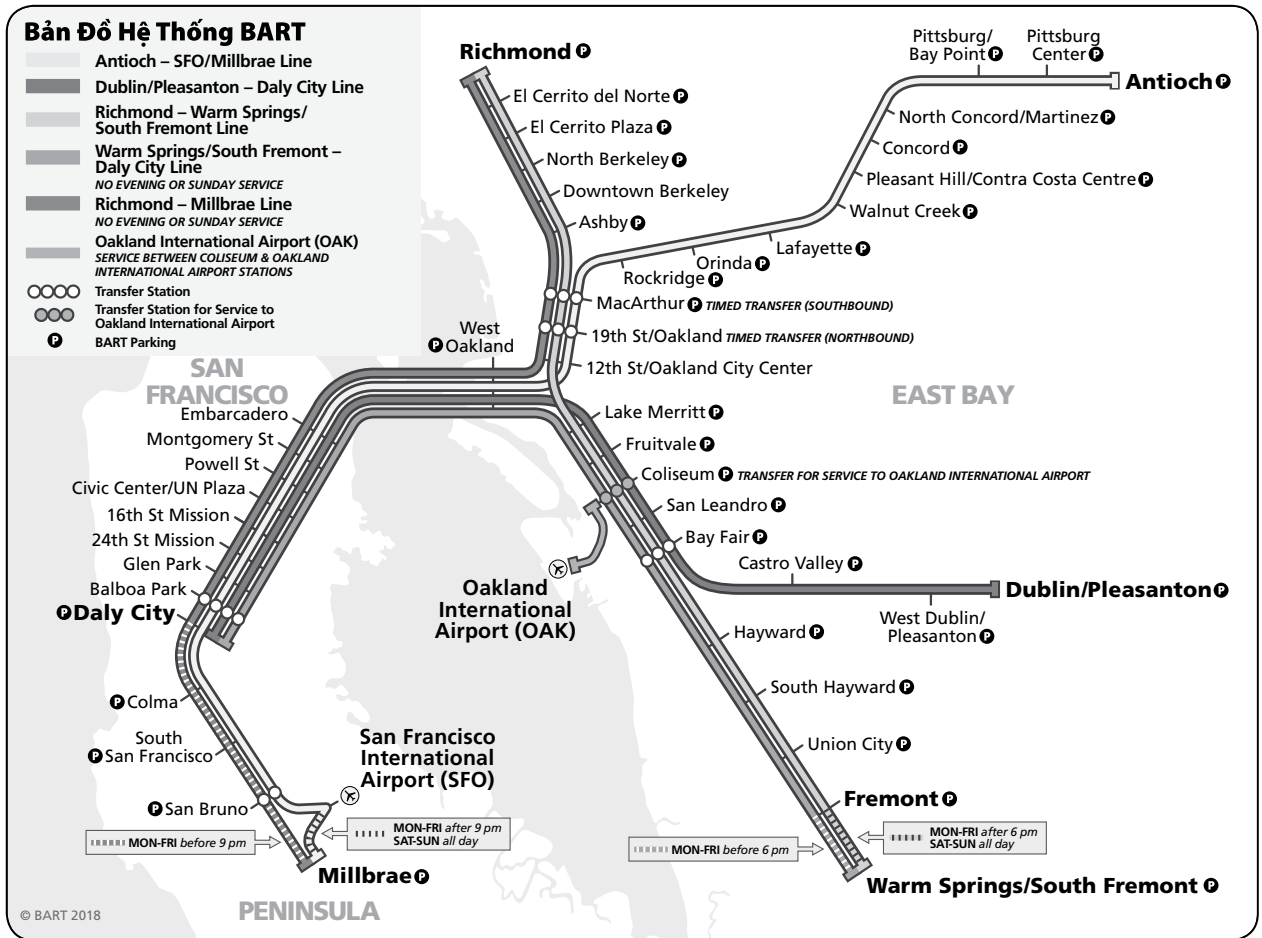 Bản Đồ Hệ Thống BART
Antioch – SFO/Millbrae Line
Dublin/Pleasanton – Daly City Line
Richmond – Warm Springs/
South Fremont Line
Warm Springs/South Fremont –
Daly City Line
NO EVENING OR SUNDAY SERVICE
Richmond – Millbrae Line
NO EVENING OR SUNDAY SERVICE
Oakland International Airport (OAK)
SERVICE BETWEEN COLISEUM & OAKLAND
INTERNATIONAL AIRPORT STATIONS
Transfer Station
Transfer Station for Service to
Oakland International Airport
P BART Parking
Richmond P
El Cerrito del Norte P
El Cerrito Plaza P
North Berkeley P
Downtown Berkeley
Ashby P
Pittsburg/
Bay Point P
Pittsburg
Center P
Antioch P
North Concord/Martinez P
Concord P
Pleasant Hill/Contra Costa Centre P
Walnut Creek P
Lafayette P
Orinda P
Rockridge P
MacArthur P TIMED TRANSFER (SOUTHBOUND)
19th St/Oakland TIMED TRANSFER (NORTHBOUND)
12th St/Oakland City Center
West
P Oakland
SAN
FRANCISCO
EAST BAY
Embarcadero
Montgomery St
Powell St
Civic Center/UN Plaza
16th St Mission
24th St Mission
Glen Park
Balboa Park
P Daly City
Lake Merritt P
Fruitvale P
Coliseum P TRANSFER FOR SERVICE TO OAKLAND INTERNATIONAL AIRPORT
San Leandro P
Bay Fair P
Castro Valley P
Dublin/Pleasanton P
West Dublin/
Pleasanton P
Oakland
International
Airport (OAK)
Hayward P
South Hayward P
Union City P
Fremont P
P Colma
South
P San Francisco
P San Bruno
San Francisco
International
Airport (SFO)
MON-FRI before 9 pm
MON-FRI after 9 pm
SAT-SUN all day
MON-FRI before 6 pm
MON-FRI after 6 pm
SAT-SUN all day
Millbrae P
Warm Springs/South Fremont P
PENINSULA
© BART 2018